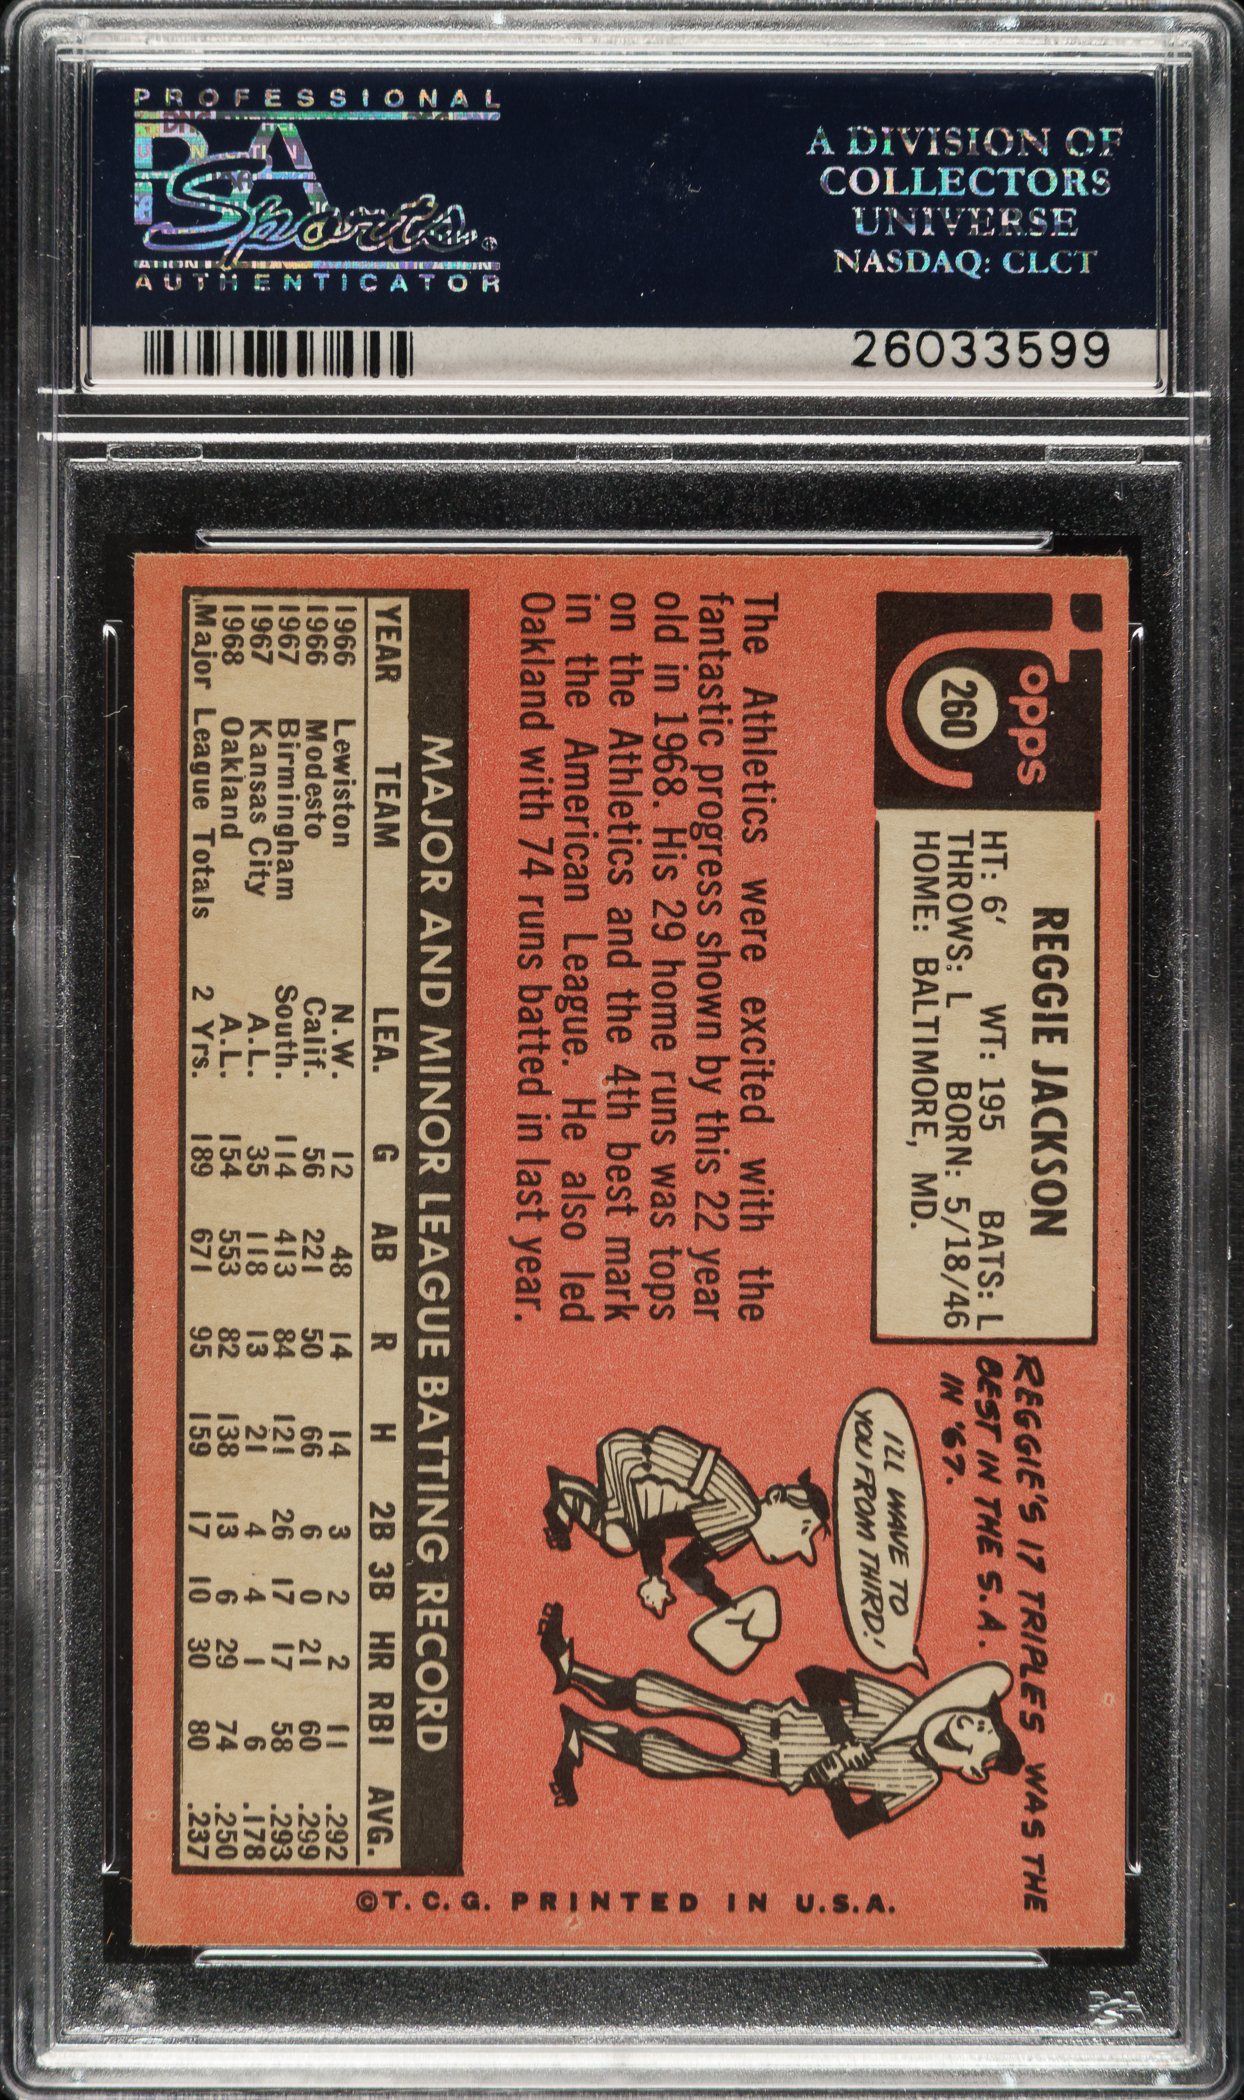 PROFESSIONAL
PSA
Sports
AUTHENTICATOR
A DIVISION OF
COLLECTORS
UNIVERSE
NASDAQ: CLCT
26033599
Topps
260
REGGIE JACKSON
HT: 6' WT: 195 BATS: L
THROWS: L BORN: 5/18/46
HOME: BALTIMORE, MD.
REGGIE'S 17 TRIPLES WAS THE
BEST IN THE S.A.
IN '67.
I'LL WAVE TO
YOU FROM THIRD!
The Athletics were excited with the
fantastic progress shown by this 22 year
old in 1968. His 29 home runs was tops
on the Athletics and the 4th best mark
in the American League. He also led
Oakland with 74 runs batted in last year.
MAJOR AND MINOR LEAGUE BATTING RECORD
YEAR TEAM LEA. G AB R H 2B 3B HR RBI AVG.
1966 Lewiston N.W. 12 48 14 14 3 2 2 11 .292
1966 Modesto Calif. 56 221 50 66 6 0 21 60 .299
1967 Birmingham South. 114 413 84 121 26 17 17 58 .293
1967 Kansas City A.L. 35 118 13 21 4 4 1 6 .178
1968 Oakland A.L. 154 553 82 138 13 6 29 74 .250
Major League Totals 2 Yrs. 189 671 95 159 17 10 30 80 .237
©T.C.G. PRINTED IN U.S.A.
PSA